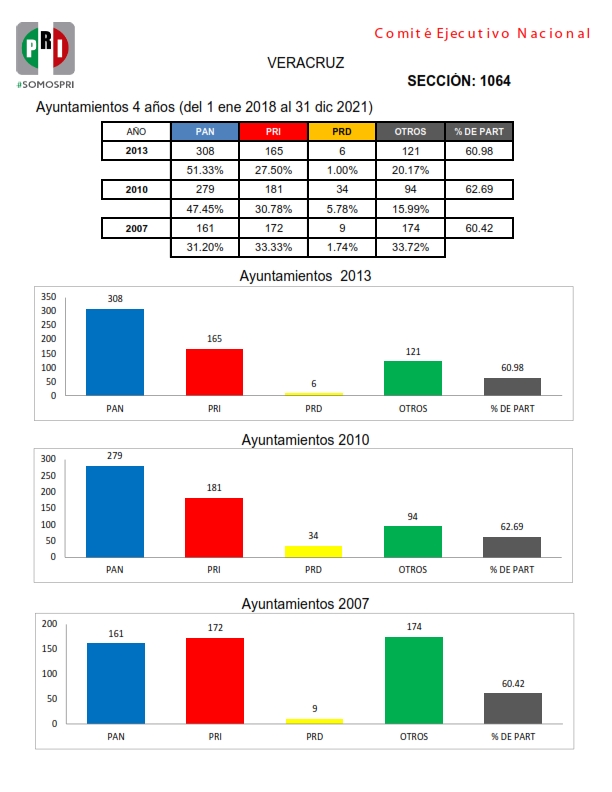 Comité Ejecutivo Nacional
PRI
#SOMOSPRI
VERACRUZ
SECCIÓN: 1064
Ayuntamientos 4 años (del 1 ene 2018 al 31 dic 2021)
AÑO PAN PRI PRD OTROS % DE PART
2013 308 165 6 121 60.98
51.33% 27.50% 1.00% 20.17%
2010 279 181 34 94 62.69
47.45% 30.78% 5.78% 15.99%
2007 161 172 9 174 60.42
31.20% 33.33% 1.74% 33.72%
Ayuntamientos 2013
350
300
250
200
150
100
50
0
308
165
6
121
60.98
PAN PRI PRD OTROS % DE PART
Ayuntamientos 2010
300
250
200
150
100
50
0
279
181
34
94
62.69
PAN PRI PRD OTROS % DE PART
Ayuntamientos 2007
200
150
100
50
0
161
172
9
174
60.42
PAN PRI PRD OTROS % DE PART